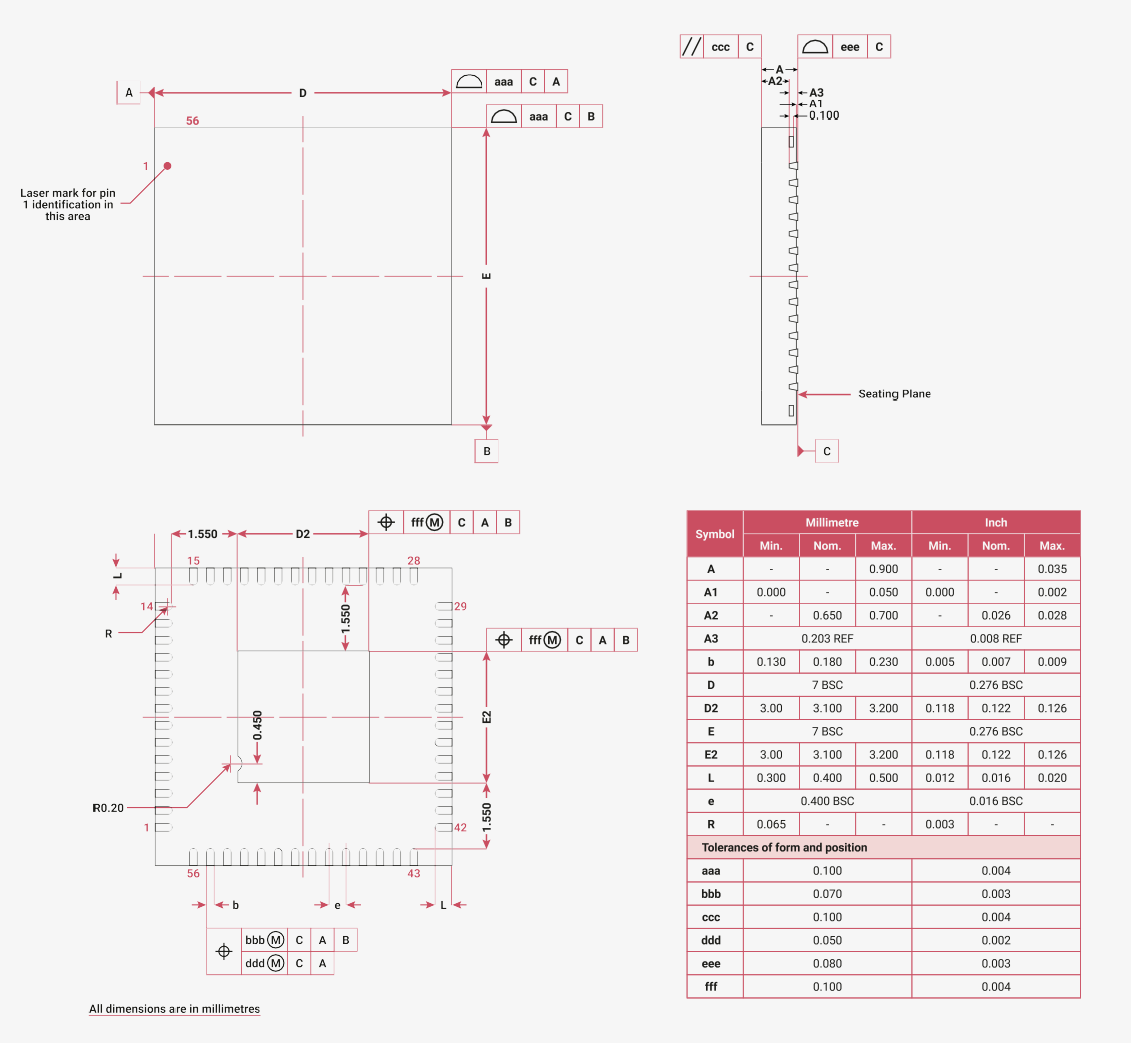 A
D
aaa C A
aaa C B
56
1
Laser mark for pin
1 identification in
this area
E
B
ccc C
eee C
A
A2
A3
A1
0.100
Seating Plane
C
1.550
D2
fff M C A B
15
28
L
14
29
R
1.550
fff M C A B
0.450
E2
R0.20
1
42
1.550
56
43
b
e
L
bbb M C A B
ddd M C A
All dimensions are in millimetres
Symbol Millimetre Inch
Min. Nom. Max. Min. Nom. Max.
A - - 0.900 - - 0.035
A1 0.000 - 0.050 0.000 - 0.002
A2 - 0.650 0.700 - 0.026 0.028
A3 0.203 REF 0.008 REF
b 0.130 0.180 0.230 0.005 0.007 0.009
D 7 BSC 0.276 BSC
D2 3.00 3.100 3.200 0.118 0.122 0.126
E 7 BSC 0.276 BSC
E2 3.00 3.100 3.200 0.118 0.122 0.126
L 0.300 0.400 0.500 0.012 0.016 0.020
e 0.400 BSC 0.016 BSC
R 0.065 - - 0.003 - -
Tolerances of form and position
aaa 0.100 0.004
bbb 0.070 0.003
ccc 0.100 0.004
ddd 0.050 0.002
eee 0.080 0.003
fff 0.100 0.004